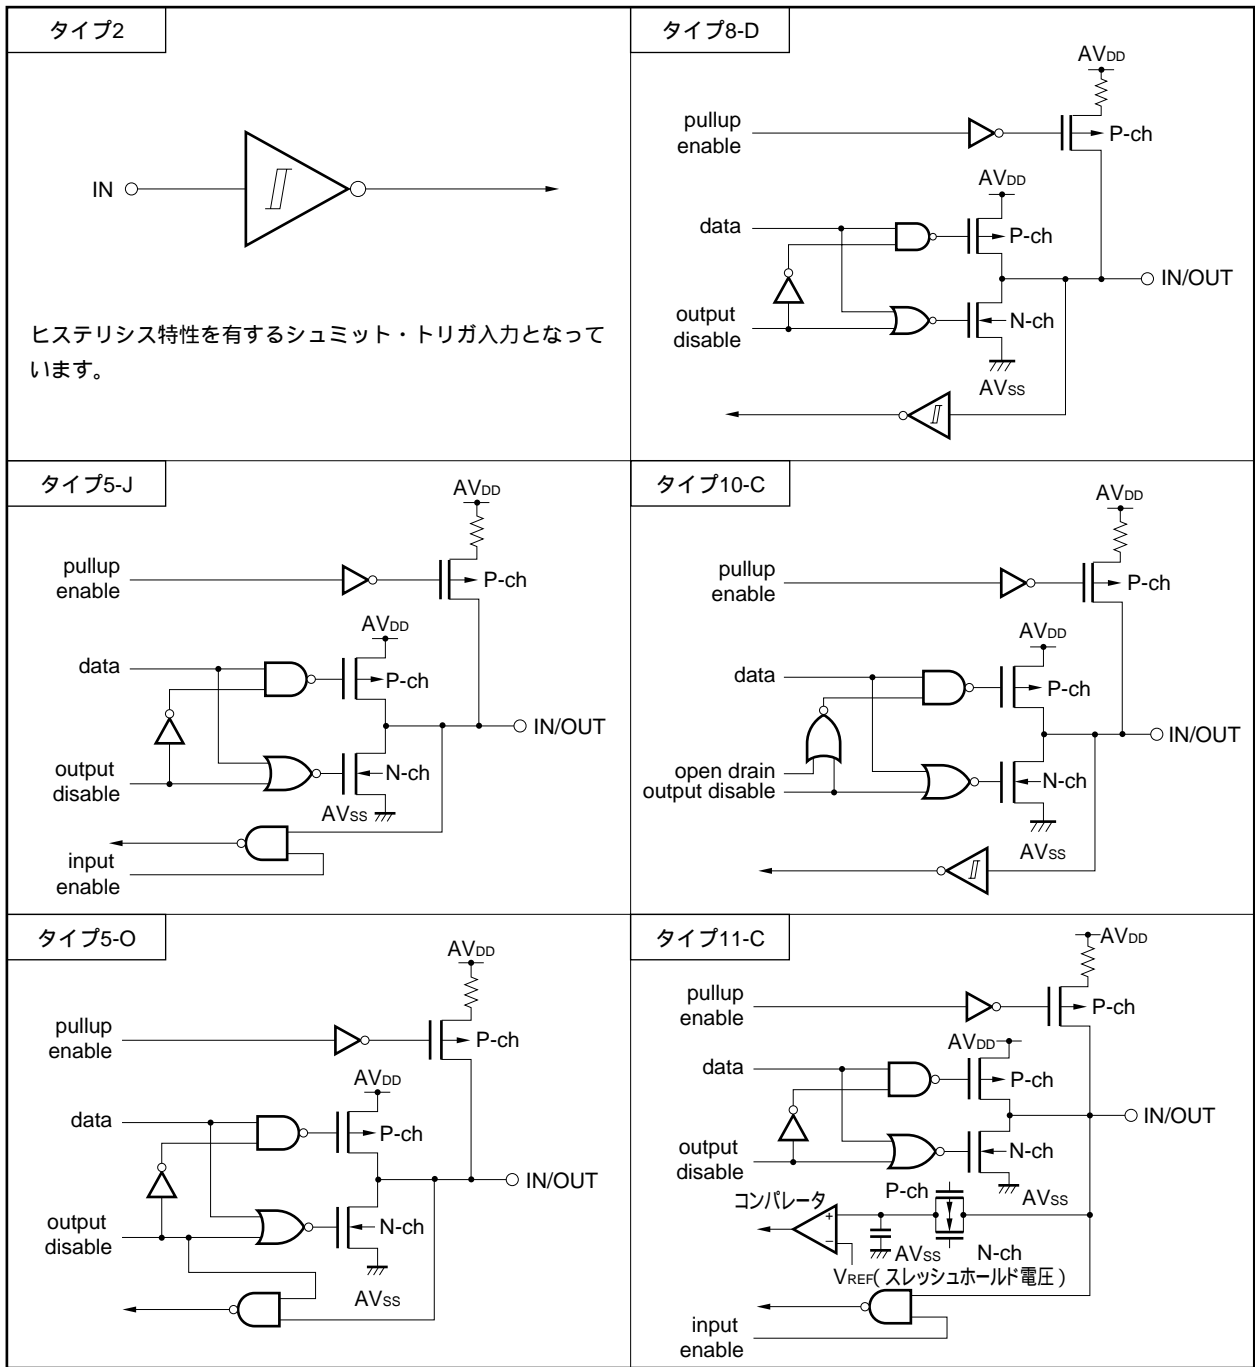 タイプ2
IN
ヒステリシス特性を有するシュミット・トリガ入力となって
います。
タイプ8-D
AVDD
pullup
enable
P-ch
AVDD
data
P-ch
IN/OUT
output
disable
N-ch
AVSS
タイプ5-J
AVDD
pullup
enable
P-ch
AVDD
data
P-ch
IN/OUT
output
disable
N-ch
AVSS
input
enable
タイプ10-C
AVDD
pullup
enable
P-ch
AVDD
data
P-ch
IN/OUT
open drain
output disable
N-ch
AVSS
タイプ5-O
AVDD
pullup
enable
P-ch
AVDD
data
P-ch
IN/OUT
output
disable
N-ch
AVSS
タイプ11-C
AVDD
pullup
enable
P-ch
AVDD
data
P-ch
IN/OUT
output
disable
N-ch
AVSS
P-ch
コンパレータ
+
−
AVSS
N-ch
VREF(スレッシュホールド電圧)
input
enable